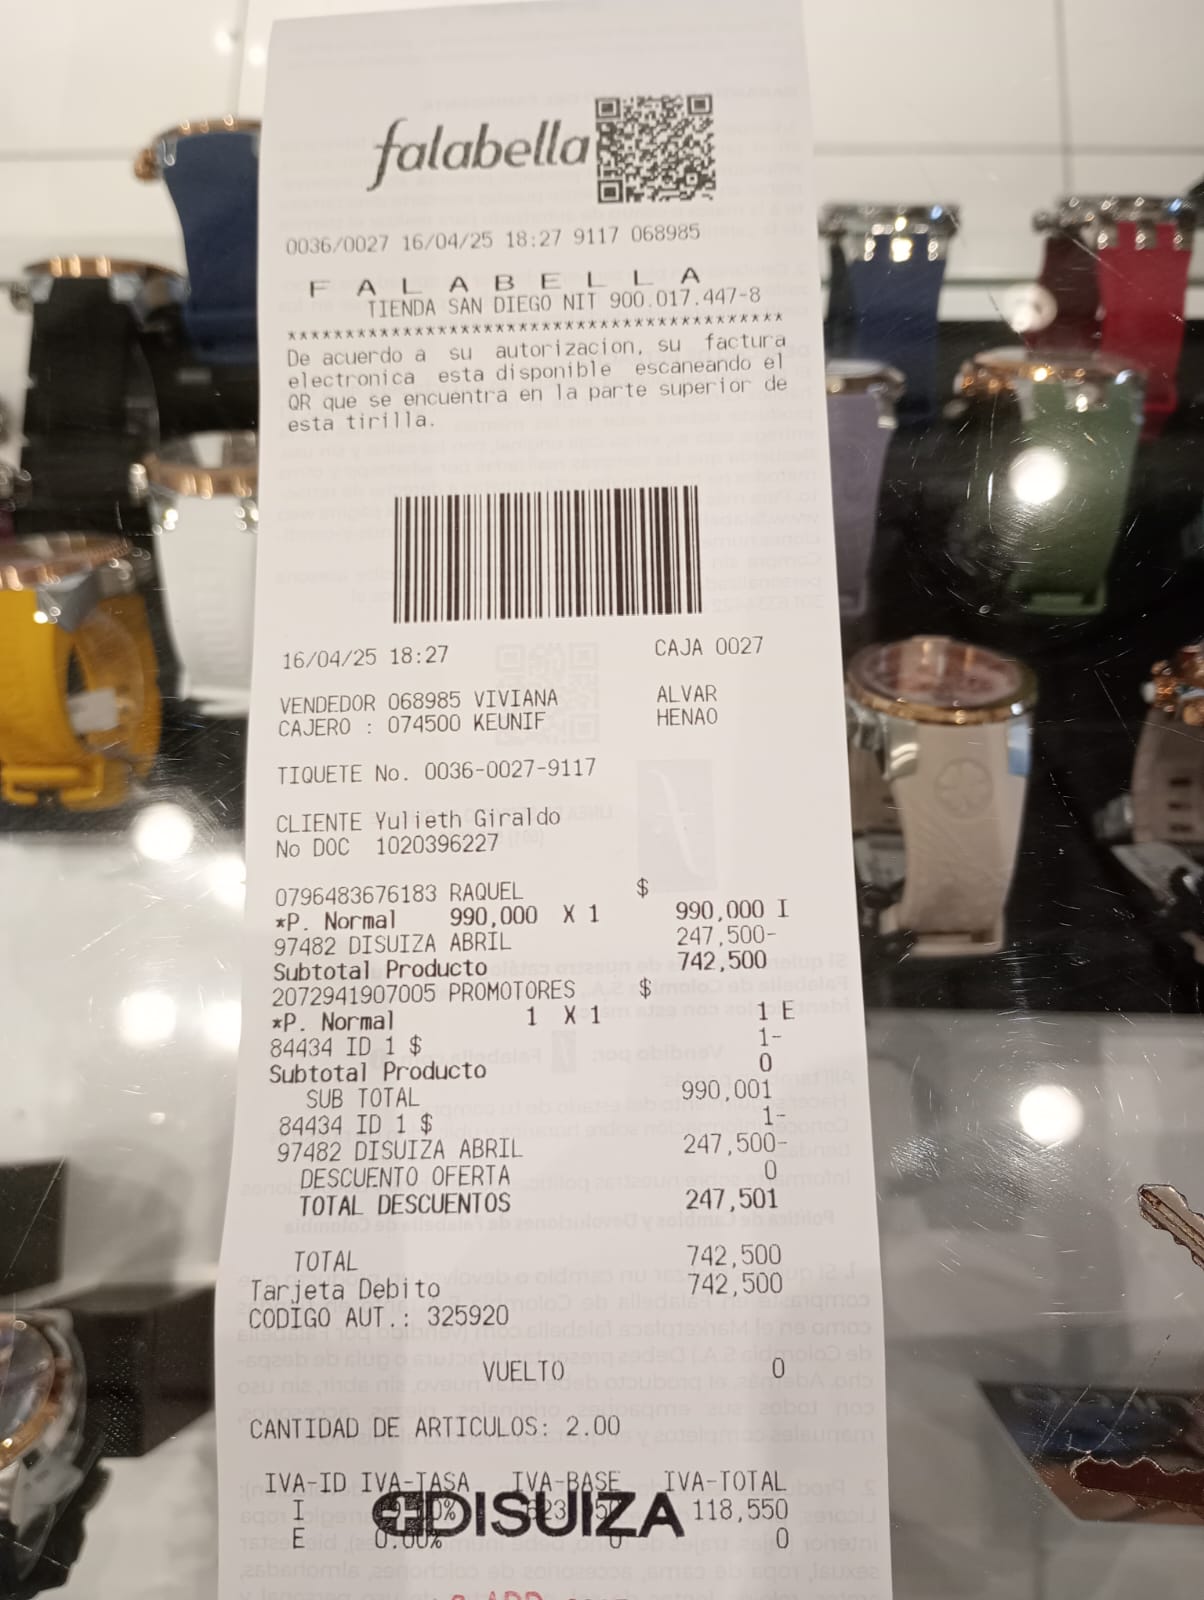 falabella
0036/0027 16/04/25 18:27 9117 068985
FALABELLA
TIENDA SAN DIEGO NIT 900.017.447-8
******************************************
De acuerdo a su autorizacion, su factura
electronica esta disponible escaneando el
QR que se encuentra en la parte superior de
esta tirilla.
16/04/25 18:27 CAJA 0027
VENDEDOR 068985 VIVIANA ALVAR
CAJERO : 074500 KEUNIF HENAO
TIQUETE No. 0036-0027-9117
CLIENTE Yulieth Giraldo
No DOC 1020396227
0796483676183 RAQUEL $
*P. Normal 990,000 X 1 990,000 I
97482 DISUIZA ABRIL 247,500-
Subtotal Producto 742,500
2072941907005 PROMOTORES $
*P. Normal 1 X 1 1 E
84434 ID 1 $ 1-
Subtotal Producto 0
SUB TOTAL 990,001
84434 ID 1 $ 1-
97482 DISUIZA ABRIL 247,500-
DESCUENTO OFERTA 0
TOTAL DESCUENTOS 247,501
TOTAL 742,500
Tarjeta Debito 742,500
CODIGO AUT.: 325920
VUELTO 0
CANTIDAD DE ARTICULOS: 2.00
IVA-ID IVA-TASA IVA-BASE IVA-TOTAL
I 118,550
DISUIZA
E 0.00% 0